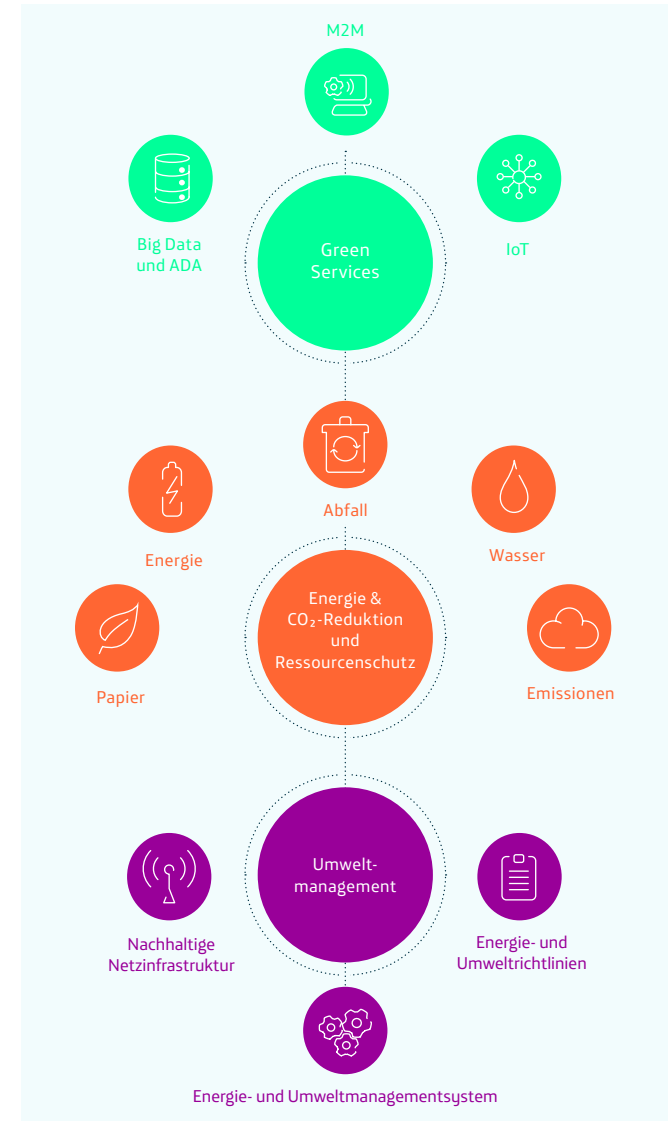 M2M
Big Data
und ADA
IoT
Green
Services
Abfall
Energie
Wasser
Energie &
CO₂-Reduktion
und
Ressourcenschutz
Papier
Emissionen
Umwelt-
management
Nachhaltige
Netzinfrastruktur
Energie- und
Umweltrichtlinien
Energie- und Umweltmanagementsystem